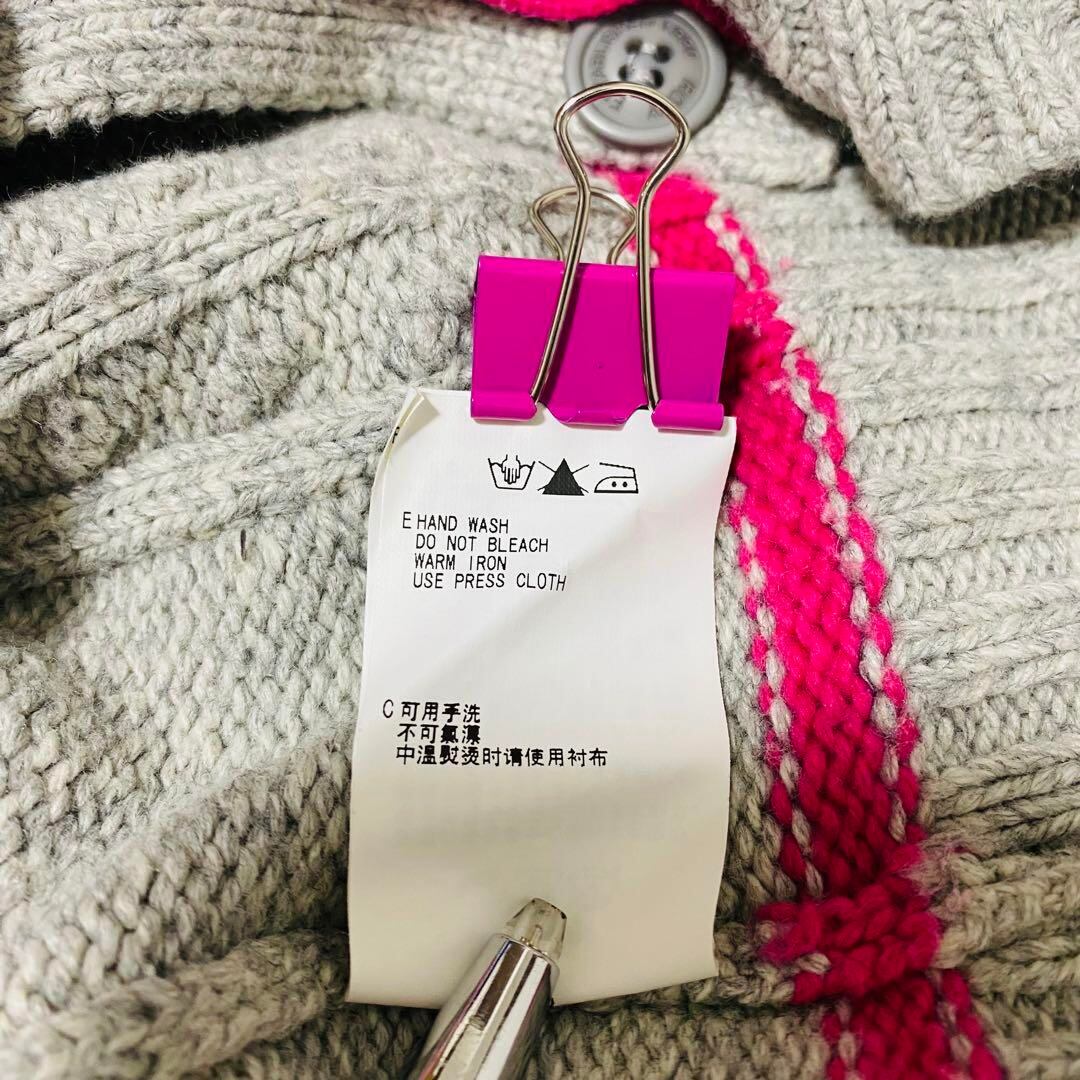 E HAND WASH
DO NOT BLEACH
WARM IRON
USE PRESS CLOTH
C 可用手洗
不可氯漂
中溫熨烫时请使用衬布